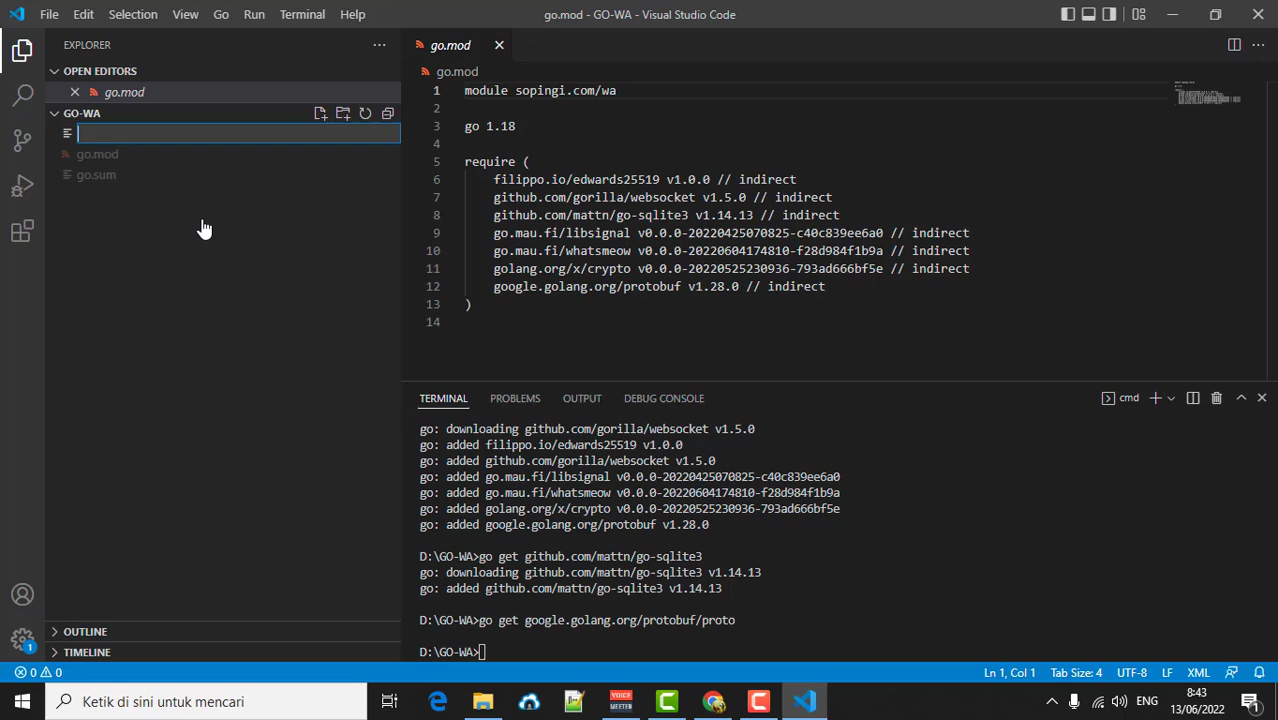 File Edit Selection View Go Run Terminal Help
go.mod - GO-WA - Visual Studio Code
EXPLORER
OPEN EDITORS
go.mod
GO-WA
go.mod
go.sum
OUTLINE
TIMELINE
go.mod
go.mod
1 module sopingi.com/wa
2
3 go 1.18
4
5 require (
6 filippo.io/edwards25519 v1.0.0 // indirect
7 github.com/gorilla/websocket v1.5.0 // indirect
8 github.com/mattn/go-sqlite3 v1.14.13 // indirect
9 go.mau.fi/libsignal v0.0.0-20220425070825-c40c839ee6a0 // indirect
10 go.mau.fi/whatsmeow v0.0.0-20220604174810-f28d984f1b9a // indirect
11 golang.org/x/crypto v0.0.0-20220525230936-793ad666bf5e // indirect
12 google.golang.org/protobuf v1.28.0 // indirect
13 )
14
TERMINAL PROBLEMS OUTPUT DEBUG CONSOLE
cmd
go: downloading github.com/gorilla/websocket v1.5.0
go: added filippo.io/edwards25519 v1.0.0
go: added github.com/gorilla/websocket v1.5.0
go: added go.mau.fi/libsignal v0.0.0-20220425070825-c40c839ee6a0
go: added go.mau.fi/whatsmeow v0.0.0-20220604174810-f28d984f1b9a
go: added golang.org/x/crypto v0.0.0-20220525230936-793ad666bf5e
go: added google.golang.org/protobuf v1.28.0
D:\GO-WA>go get github.com/mattn/go-sqlite3
go: downloading github.com/mattn/go-sqlite3 v1.14.13
go: added github.com/mattn/go-sqlite3 v1.14.13
D:\GO-WA>go get google.golang.org/protobuf/proto
D:\GO-WA>
1
0 0
Ln 1, Col 1 Tab Size: 4 UTF-8 LF XML
Ketik di sini untuk mencari
VOICE
MEETER
ENG
8:43
13/06/2022
1